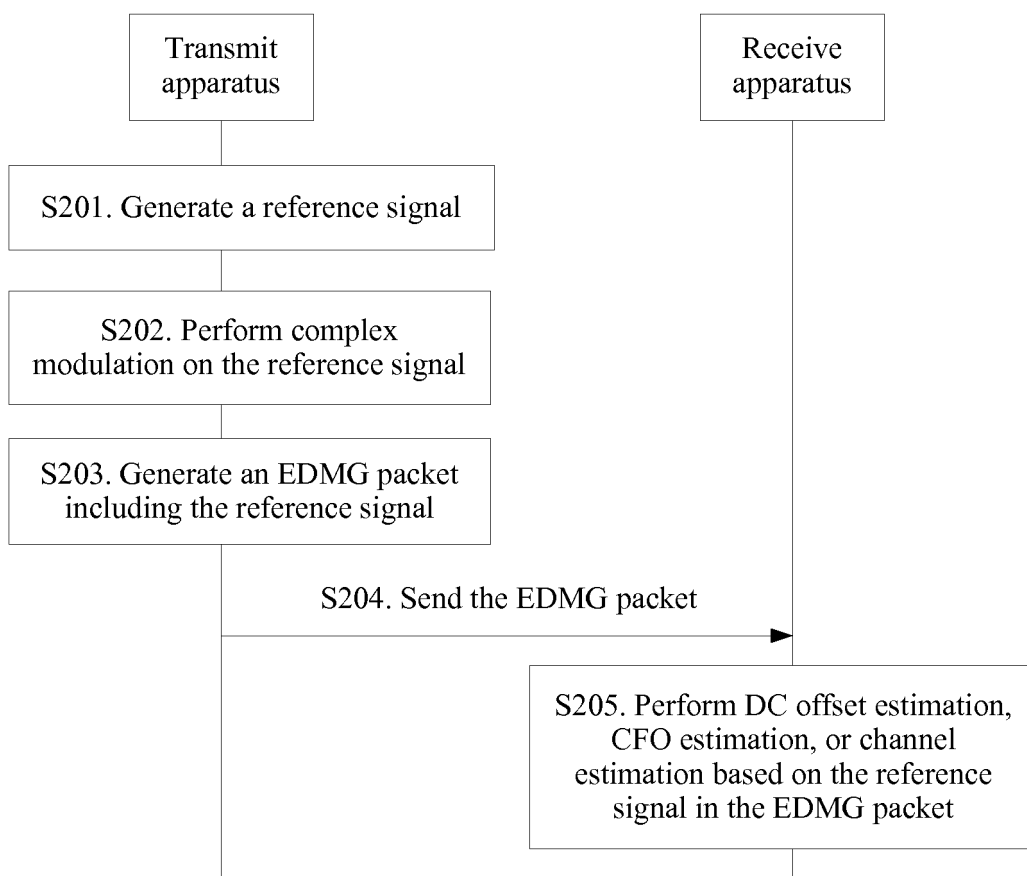 Transmit
apparatus
Receive
apparatus
S201. Generate a reference signal
S202. Perform complex
modulation on the reference signal
S203. Generate an EDMG packet
including the reference signal
S204. Send the EDMG packet
S205. Perform DC offset estimation,
CFO estimation, or channel
estimation based on the reference
signal in the EDMG packet